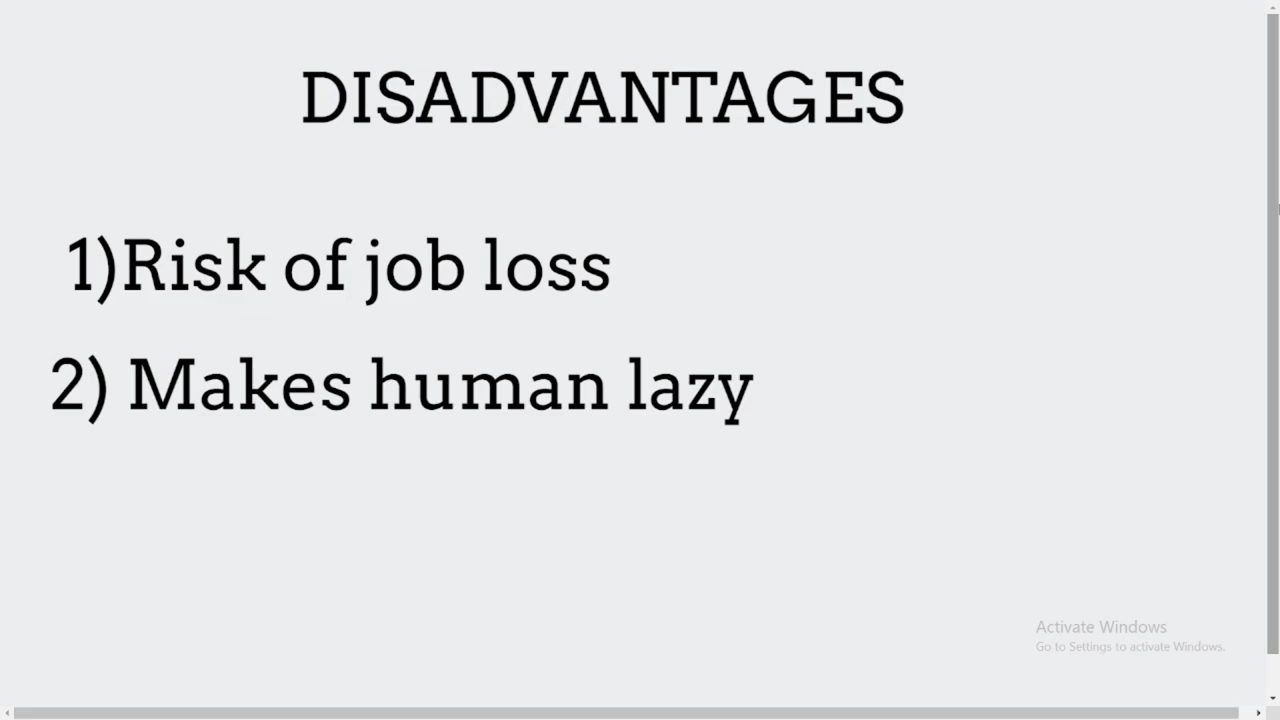 DISADVANTAGES
1)Risk of job loss
2) Makes human lazy
Activate Windows
Go to Settings to activate Windows.